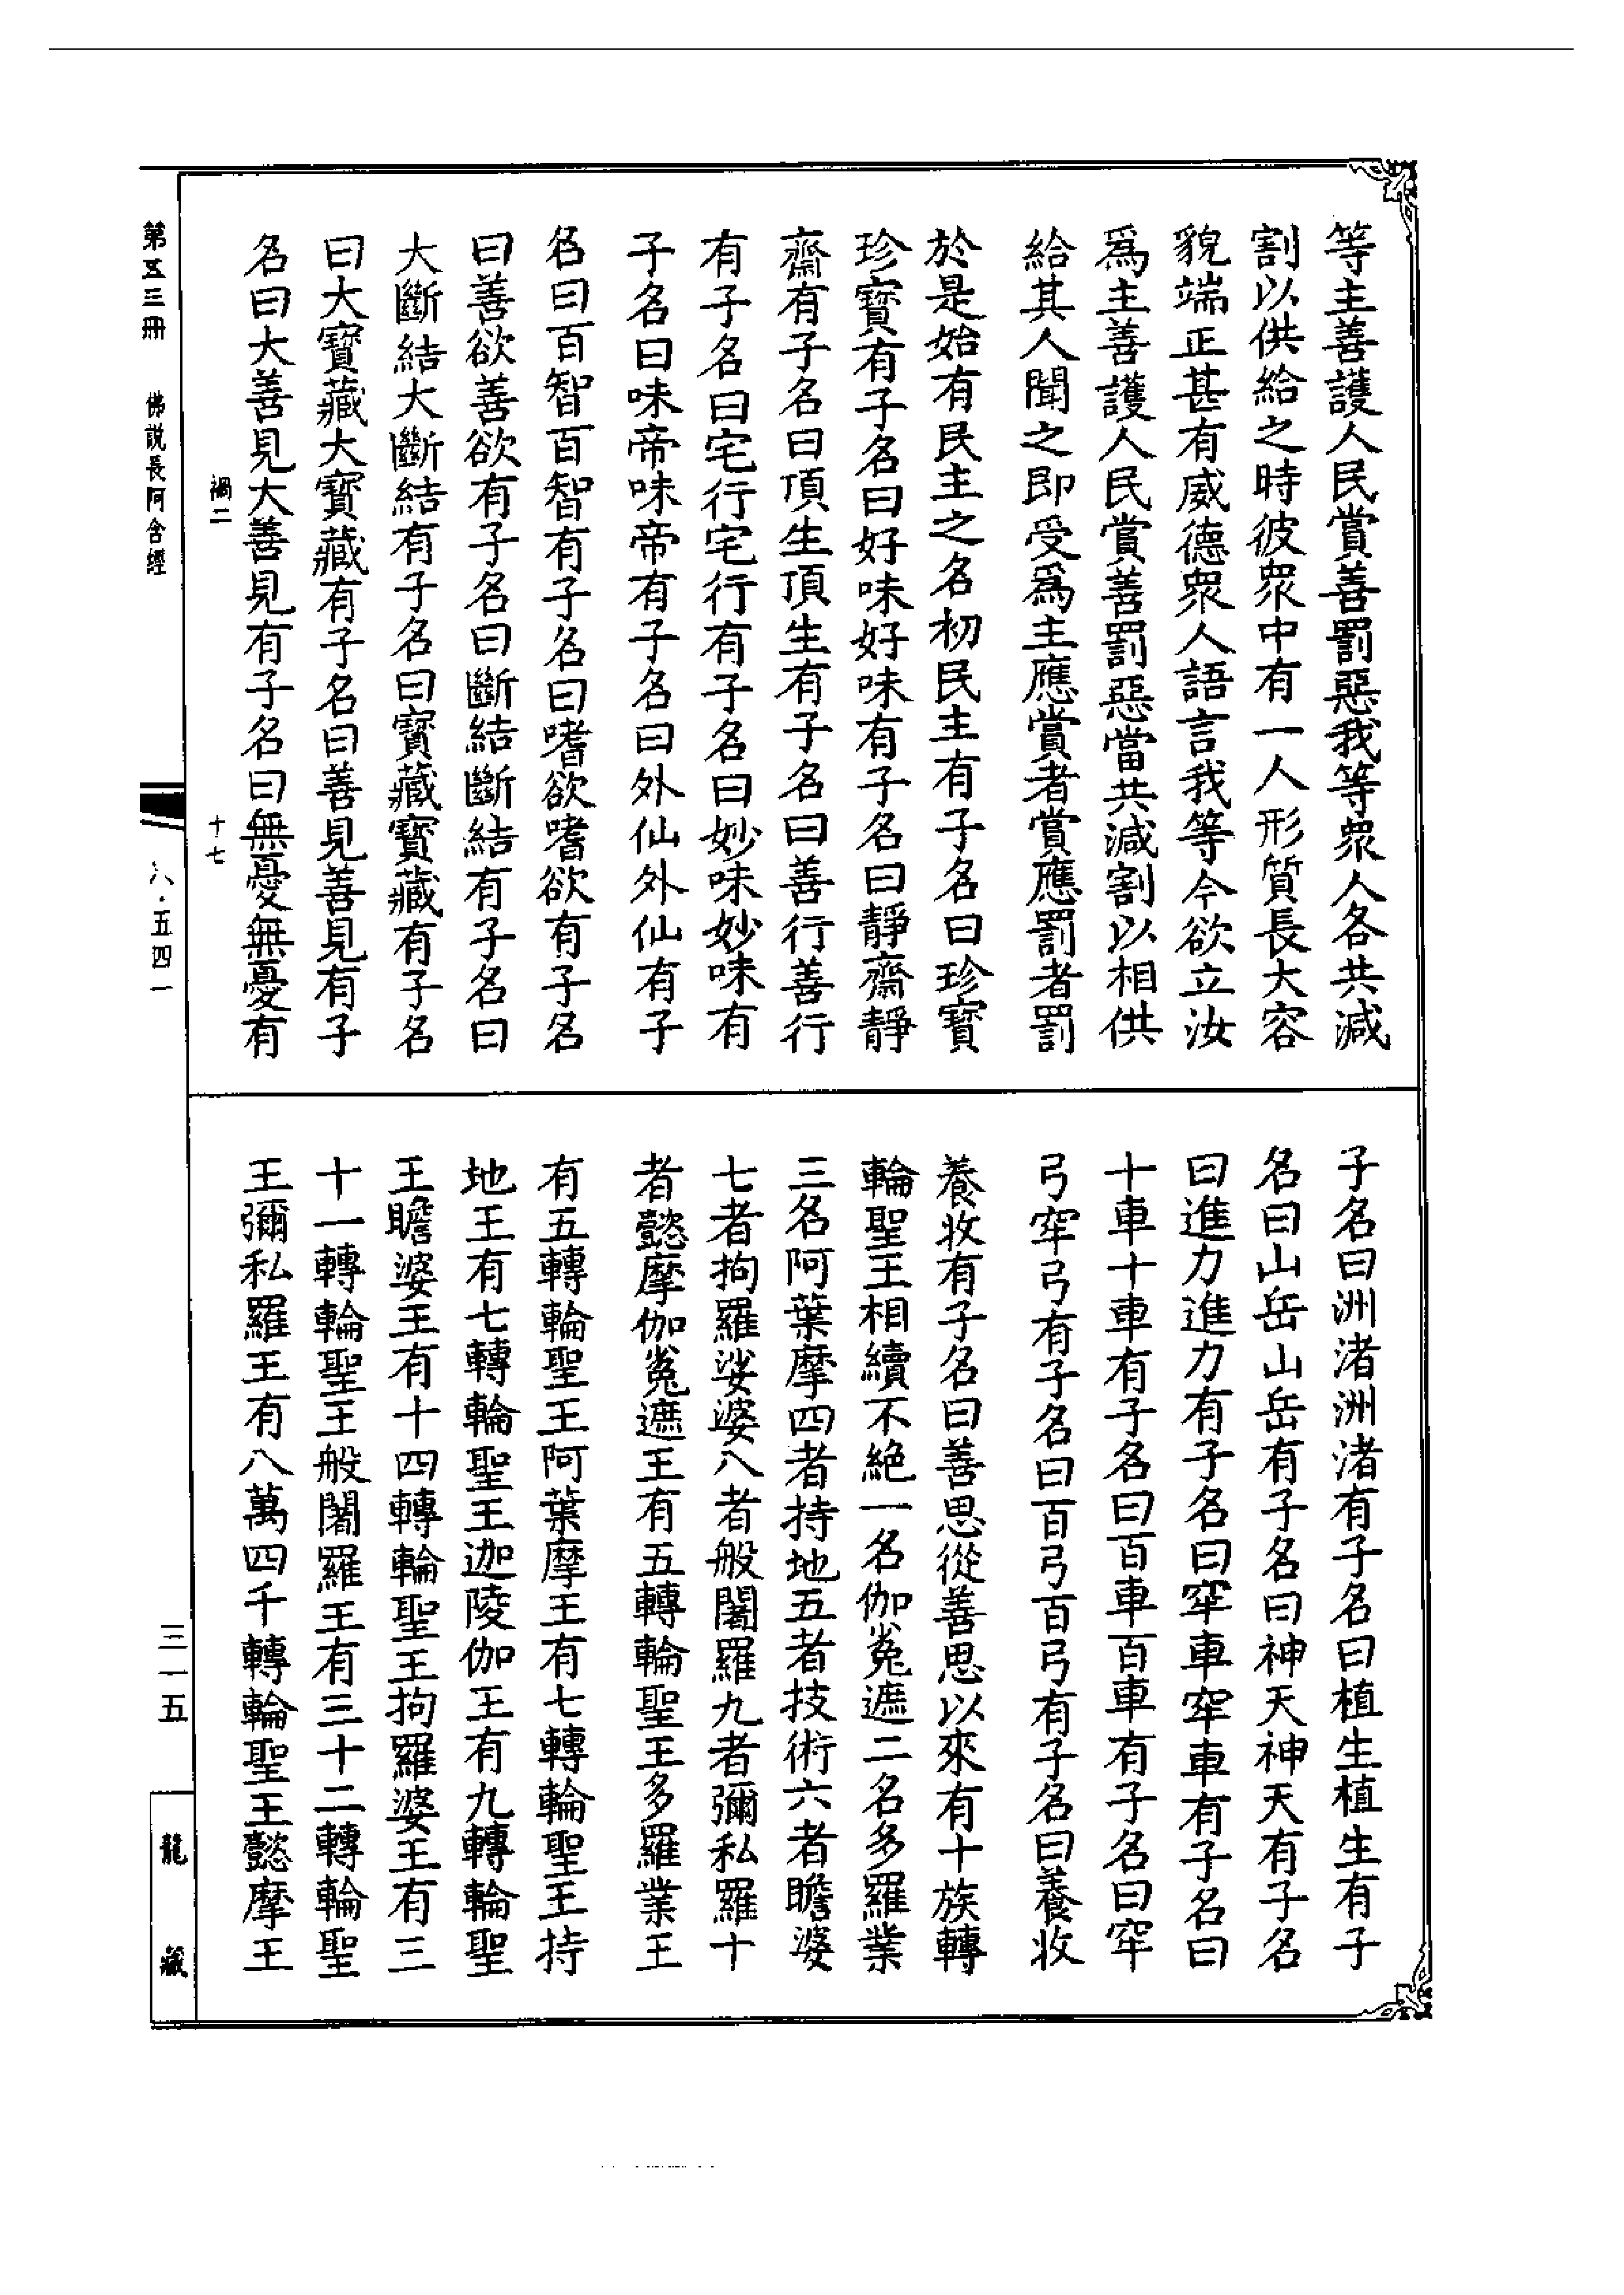 等主善護人民賞善罰惡我等衆人各共減
割以供給之時彼衆中有一人形質長大容
貌端正甚有威德衆人語言我等今欲立汝
爲主善護人民賞善罰惡當共減割以相供
給其人聞之即受爲主應賞者賞應罰者罰
於是始有民主之名初民主有子名曰珍寶
珍寶有子名曰好味好味有子名曰靜齋靜
齋有子名曰頂生頂生有子名曰善行善行
有子名曰宅行宅行有子名曰妙味妙味有
子名曰味帝味帝有子名曰外仙外仙有子
名曰百智百智有子名曰嗜欲嗜欲有子名
曰善欲善欲有子名曰斷結斷結有子名曰
大斷結大斷結有子名曰寶藏寶藏有子名
曰大寶藏大寶藏有子名曰善見善見有子
名曰大善見大善見有子名曰無憂無憂有
子名曰洲渚洲渚有子名曰植生植生有子
名曰山岳山岳有子名曰神天神天有子名
曰進力進力有子名曰窂車窂車有子名曰
十車十車有子名曰百車百車有子名曰窂
弓窂弓有子名曰百弓百弓有子名曰養牧
養牧有子名曰善思從善思以來有十族轉
輪聖王相續不絶一名伽㝹遮二名多羅業
三名阿葉摩四者持地五者技術六者瞻婆
七者拘羅娑婆八者般闍羅九者彌私羅十
者懿摩伽㝹遮王有五轉輪聖王多羅業王
有五轉輪聖王阿葉摩王有七轉輪聖王持
地王有七轉輪聖王迦陵伽王有九轉輪聖
王瞻婆王有十四轉輪聖王拘羅婆王有三
十一轉輪聖王般闍羅王有三十二轉輪聖
王彌私羅王有八萬四千轉輪聖王懿摩王
禍二
十七
第五三冊
佛説長阿含經
八·五四一
三一五
龍藏